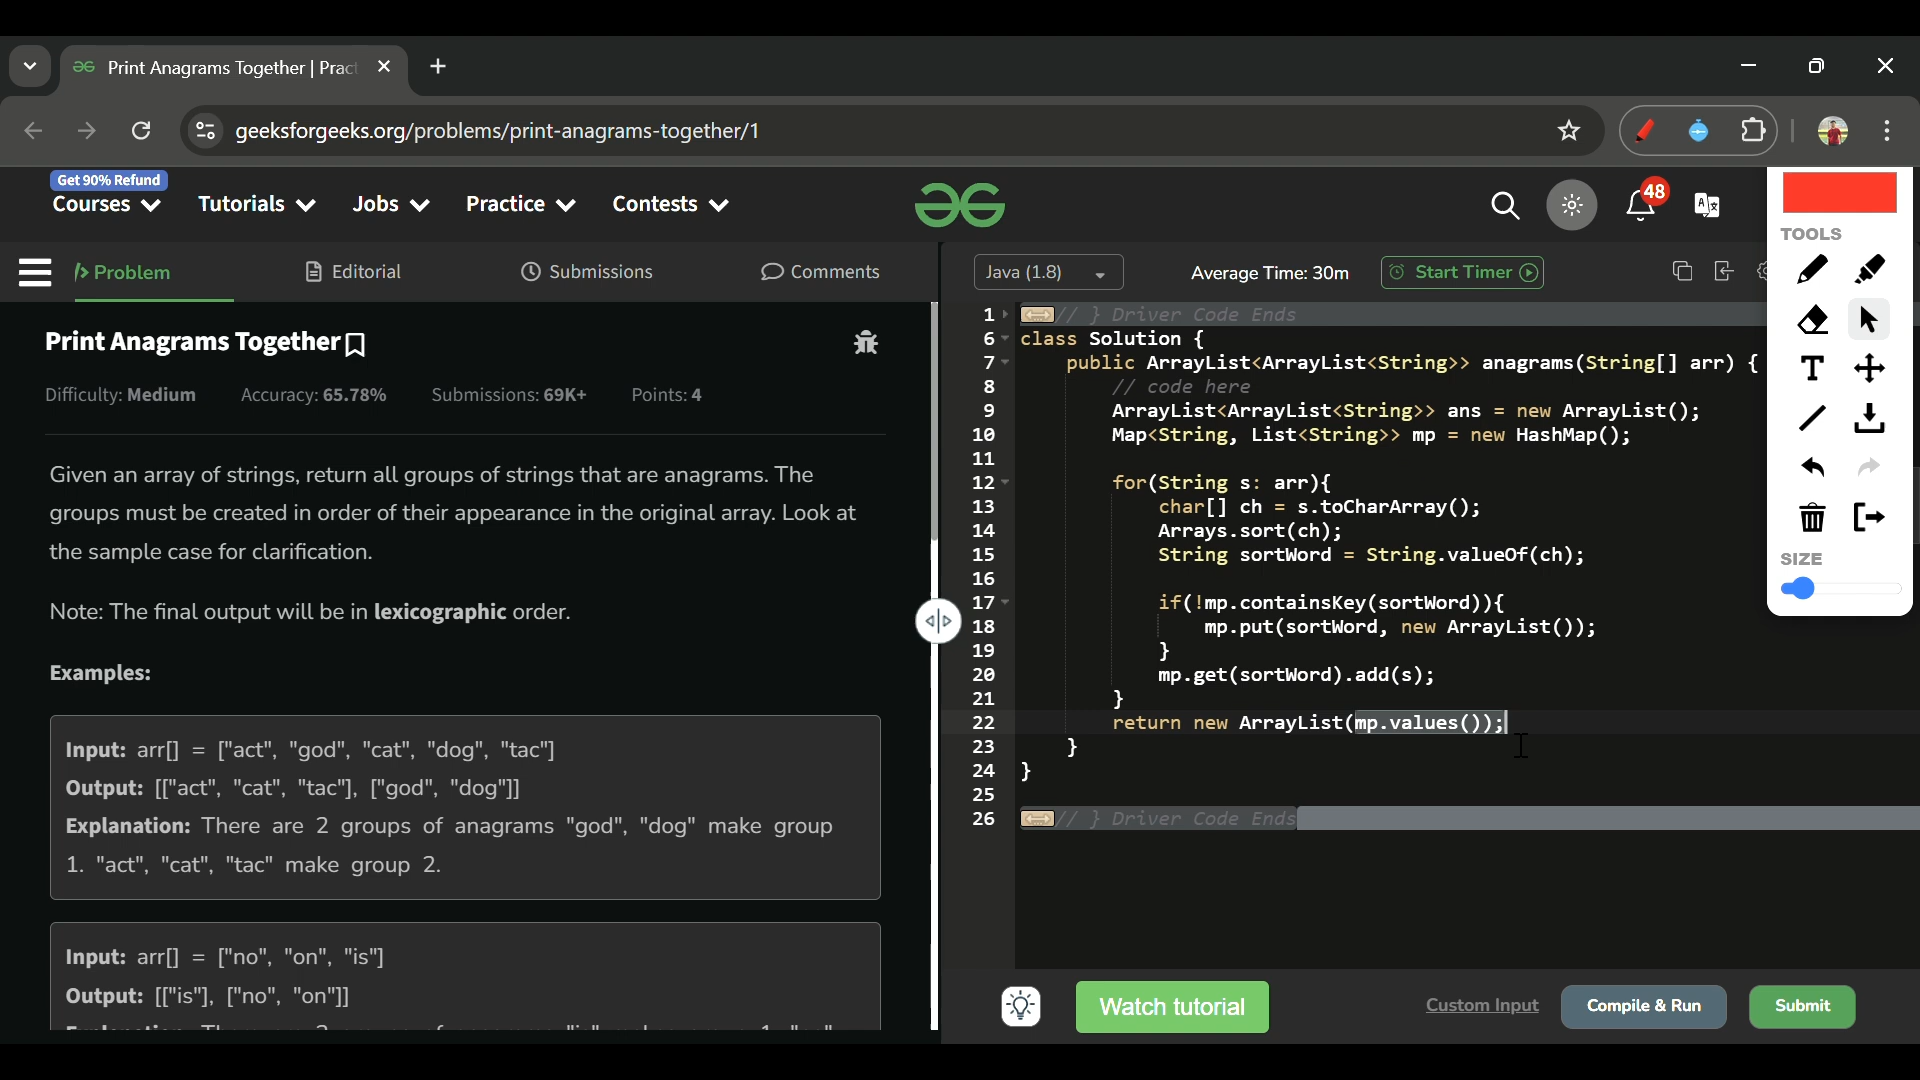 Print Anagrams Together | Pract
geeksforgeeks.org/problems/print-anagrams-together/1
Get 90% Refund
Courses Tutorials Jobs Practice Contests
48
TOOLS
T
SIZE
Problem Editorial Submissions Comments
Java (1.8) Average Time: 30m Start Timer
Print Anagrams Together
Difficulty: Medium Accuracy: 65.78% Submissions: 69K+ Points: 4
Given an array of strings, return all groups of strings that are anagrams. The
groups must be created in order of their appearance in the original array. Look at
the sample case for clarification.
Note: The final output will be in lexicographic order.
Examples:
Input: arr[] = ["act", "god", "cat", "dog", "tac"]
Output: [["act", "cat", "tac"], ["god", "dog"]]
Explanation: There are 2 groups of anagrams "god", "dog" make group
1. "act", "cat", "tac" make group 2.
Input: arr[] = ["no", "on", "is"]
Output: [["is"], ["no", "on"]]
1 // } Driver Code Ends
6 class Solution {
7 public ArrayList<ArrayList<String>> anagrams(String[] arr) {
8 // code here
9 ArrayList<ArrayList<String>> ans = new ArrayList();
10 Map<String, List<String>> mp = new HashMap();
11
12 for(String s: arr){
13 char[] ch = s.toCharArray();
14 Arrays.sort(ch);
15 String sortWord = String.valueOf(ch);
16
17 if(!mp.containsKey(sortWord)){
18 mp.put(sortWord, new ArrayList());
19 }
20 mp.get(sortWord).add(s);
21 }
22 return new ArrayList(mp.values());
23 }
24 }
25
26 // } Driver Code Ends
Watch tutorial Custom Input Compile & Run Submit